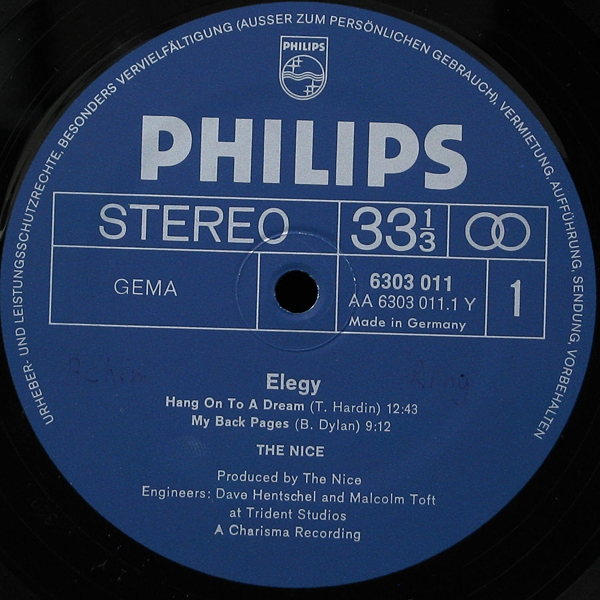 URHEBER- UND LEISTUNGSSCHUTZRECHTE, BESONDERS VERVIELFÄLTIGUNG (AUSSER ZUM PERSÖNLICHEN GEBRAUCH), VERMIETUNG, AUFFÜHRUNG, SENDUNG, VORBEHALTEN
PHILIPS
PHILIPS
STEREO 33 1/3
GEMA 6303 011 1
AA 6303 011.1 Y
Made in Germany
Elegy
Hang On To A Dream (T. Hardin) 12:43
My Back Pages (B. Dylan) 9:12
THE NICE
Produced by The Nice
Engineers: Dave Hentschel and Malcolm Toft
at Trident Studios
A Charisma Recording